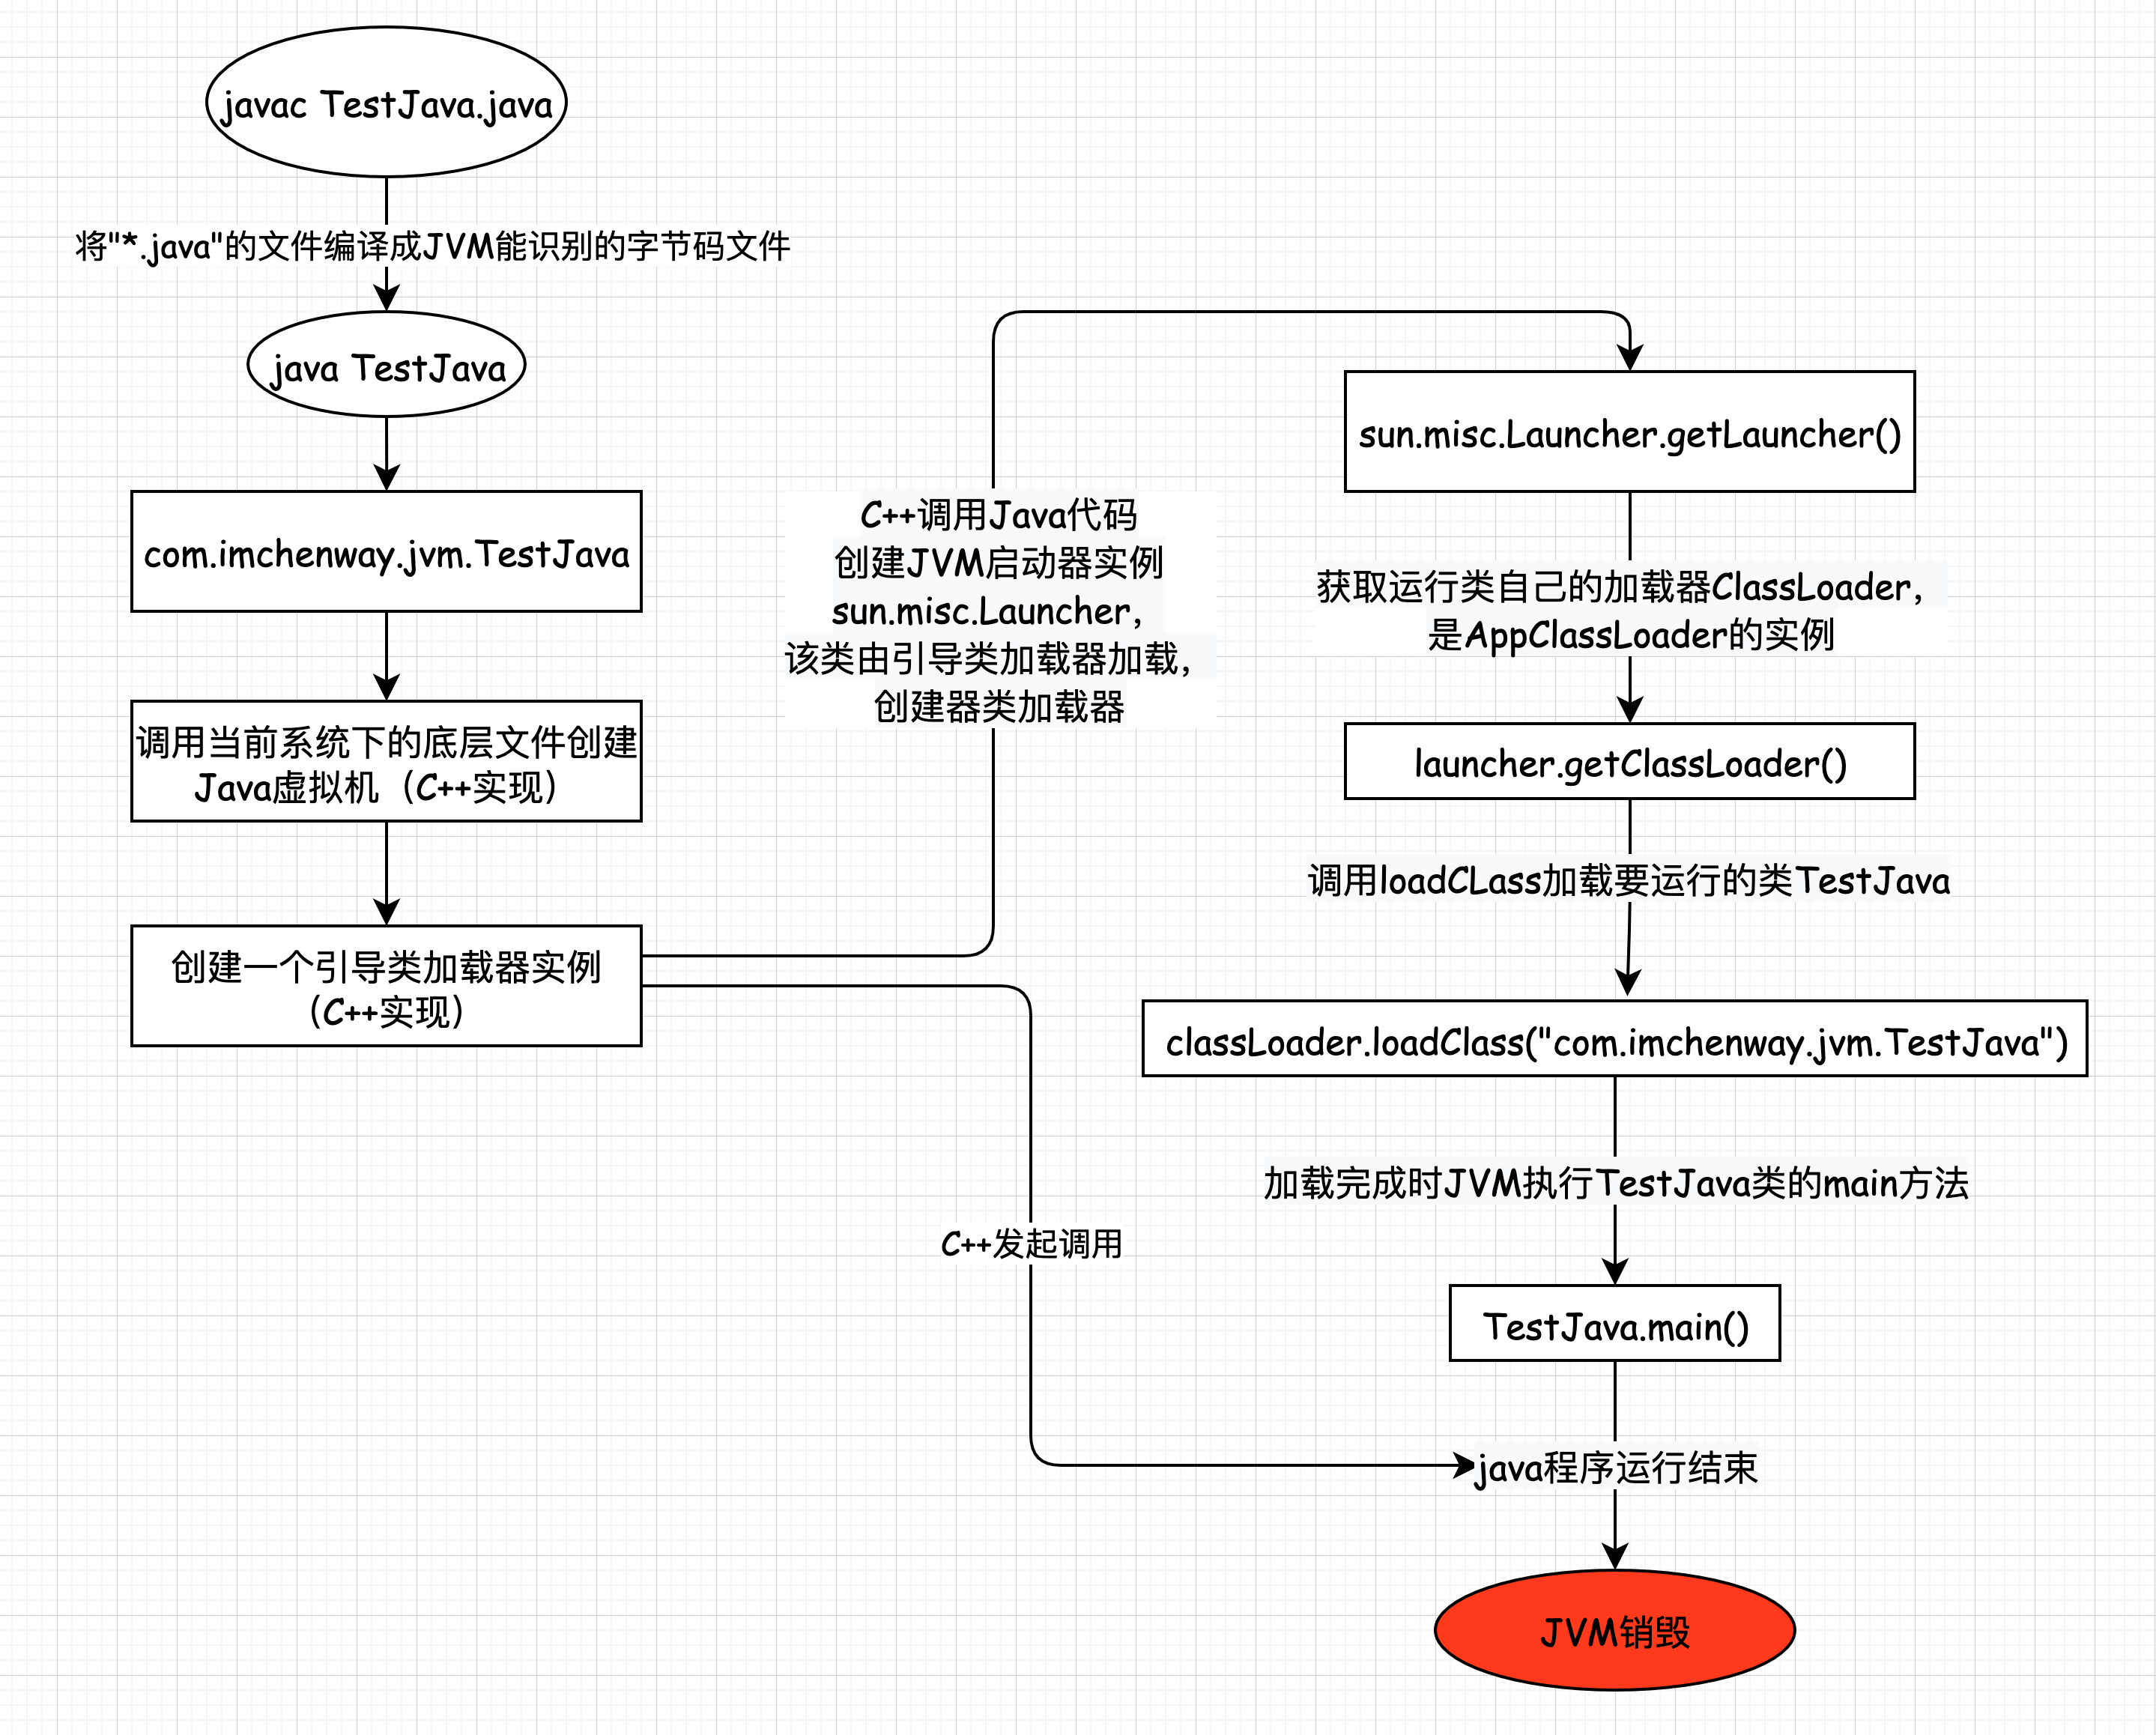 javac TestJava.java
将"*.java"的文件编译成JVM能识别的字节码文件
java TestJava
com.imchenway.jvm.TestJava
调用当前系统下的底层文件创建
Java虚拟机（C++实现）
创建一个引导类加载器实例
（C++实现）
C++调用Java代码
创建JVM启动器实例
sun.misc.Launcher，
该类由引导类加载器加载，
创建器类加载器
C++发起调用
sun.misc.Launcher.getLauncher()
获取运行类自己的加载器ClassLoader，
是AppClassLoader的实例
launcher.getClassLoader()
调用loadCLass加载要运行的类TestJava
classLoader.loadClass("com.imchenway.jvm.TestJava")
加载完成时JVM执行TestJava类的main方法
TestJava.main()
java程序运行结束
JVM销毁